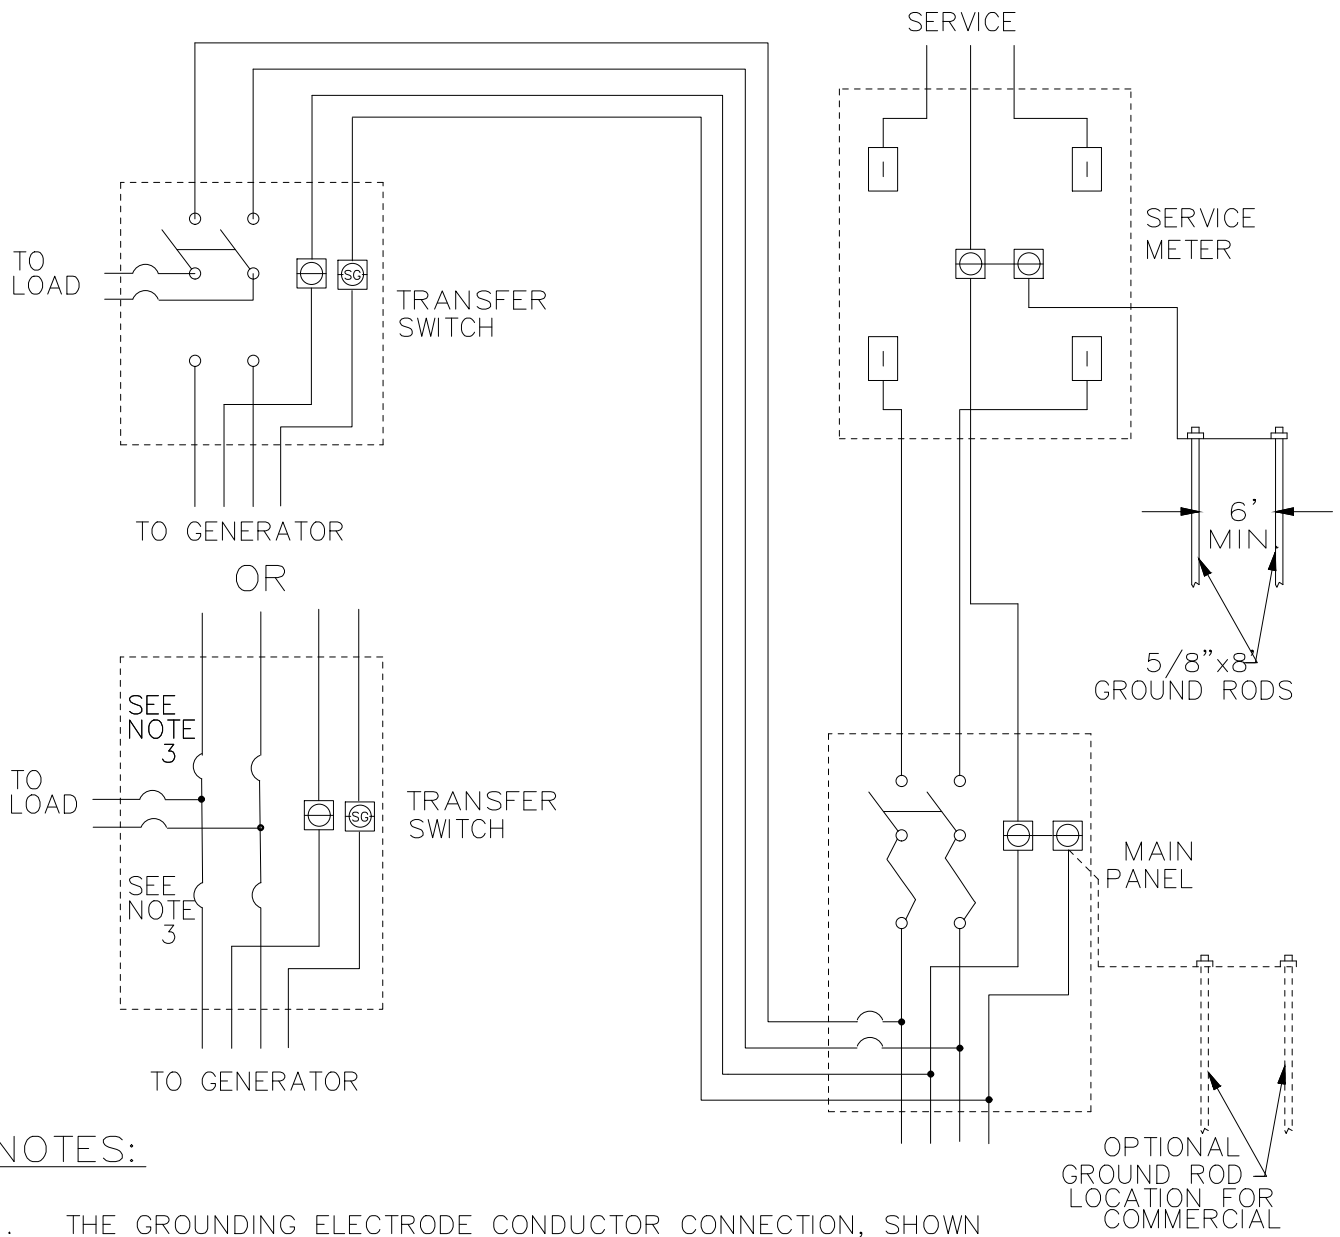 SERVICE
SERVICE
METER
TO
LOAD
SG
TRANSFER
SWITCH
TO GENERATOR
OR
6'
MIN.
5/8"x8'
GROUND RODS
SEE
NOTE
3
TO
LOAD
SG
TRANSFER
SWITCH
SEE
NOTE
3
MAIN
PANEL
TO GENERATOR
OPTIONAL
GROUND ROD
LOCATION FOR
COMMERCIAL
NOTES:
. THE GROUNDING ELECTRODE CONDUCTOR CONNECTION, SHOWN